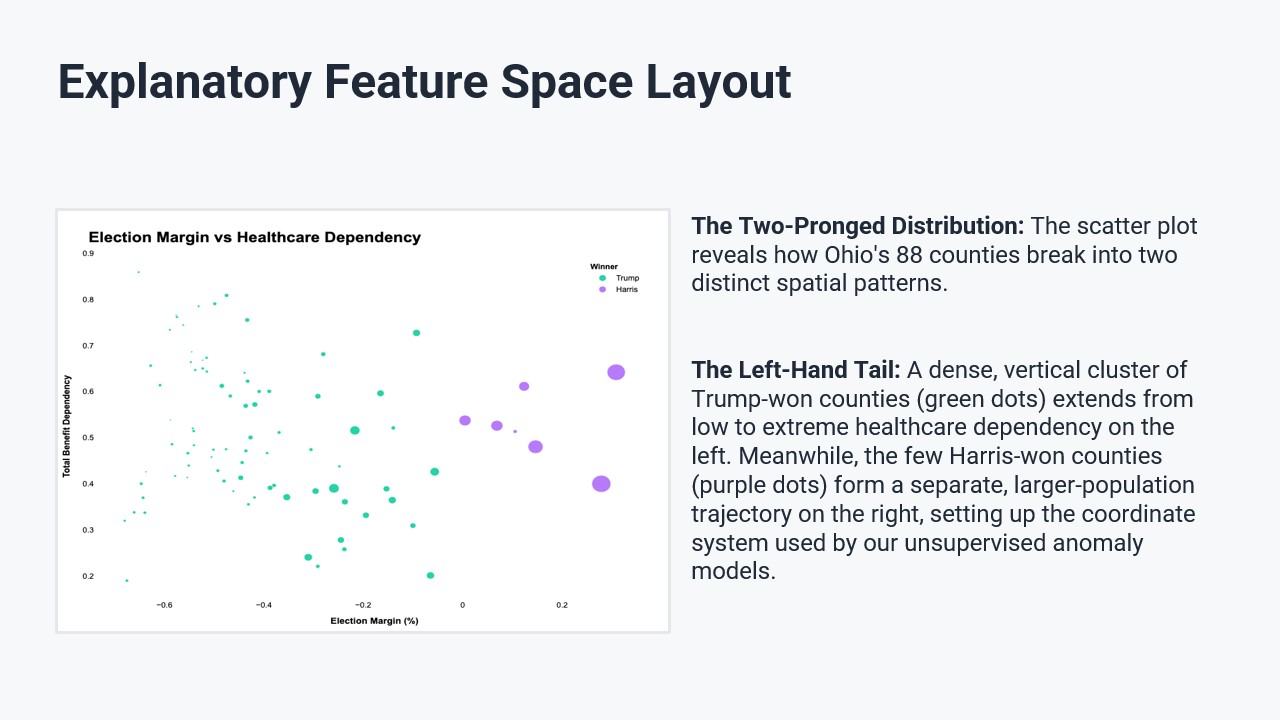 Explanatory Feature Space Layout
Election Margin vs Healthcare Dependency
0.9
0.8
0.7
0.6
0.5
0.4
0.3
0.2
Total Benefit Dependency
Winner
Trump
Harris
−0.6
−0.4
−0.2
0
0.2
Election Margin (%)
The Two-Pronged Distribution: The scatter plot
reveals how Ohio's 88 counties break into two
distinct spatial patterns.
The Left-Hand Tail: A dense, vertical cluster of
Trump-won counties (green dots) extends from
low to extreme healthcare dependency on the
left. Meanwhile, the few Harris-won counties
(purple dots) form a separate, larger-population
trajectory on the right, setting up the coordinate
system used by our unsupervised anomaly
models.